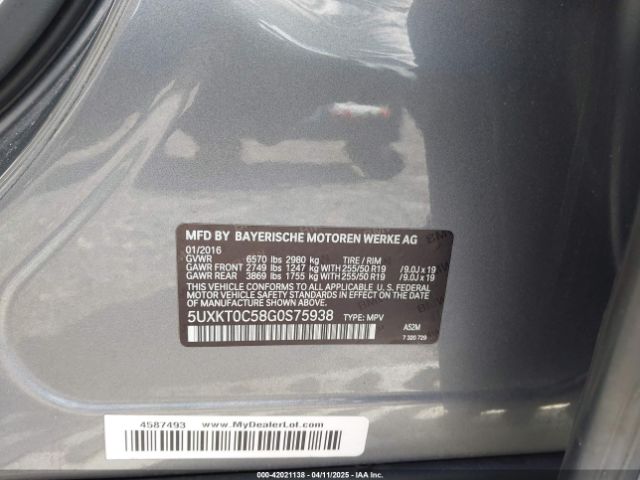 MFD BY BAYERISCHE MOTOREN WERKE AG
01/2016
GVWR 6570 lbs 2980 kg TIRE / RIM
GAWR FRONT 2749 lbs 1247 kg WITH 255/50 R19 /9.0J x 19
GAWR REAR 3869 lbs 1755 kg WITH 255/50 R19 /9.0J x 19
THIS VEHICLE CONFORMS TO ALL APPLICABLE U. S. FEDERAL
MOTOR VEHICLE SAFETY AND THEFT PREVENTION STANDARDS
IN EFFECT ON THE DATE OF MANUFACTURE SHOWN ABOVE.
5UXKT0C58G0S75938 TYPE: MPV
A52M
7 320 729
4587493 www.MyDealerLot.com
000-42021138 - 04/11/2025 - IAA Inc.